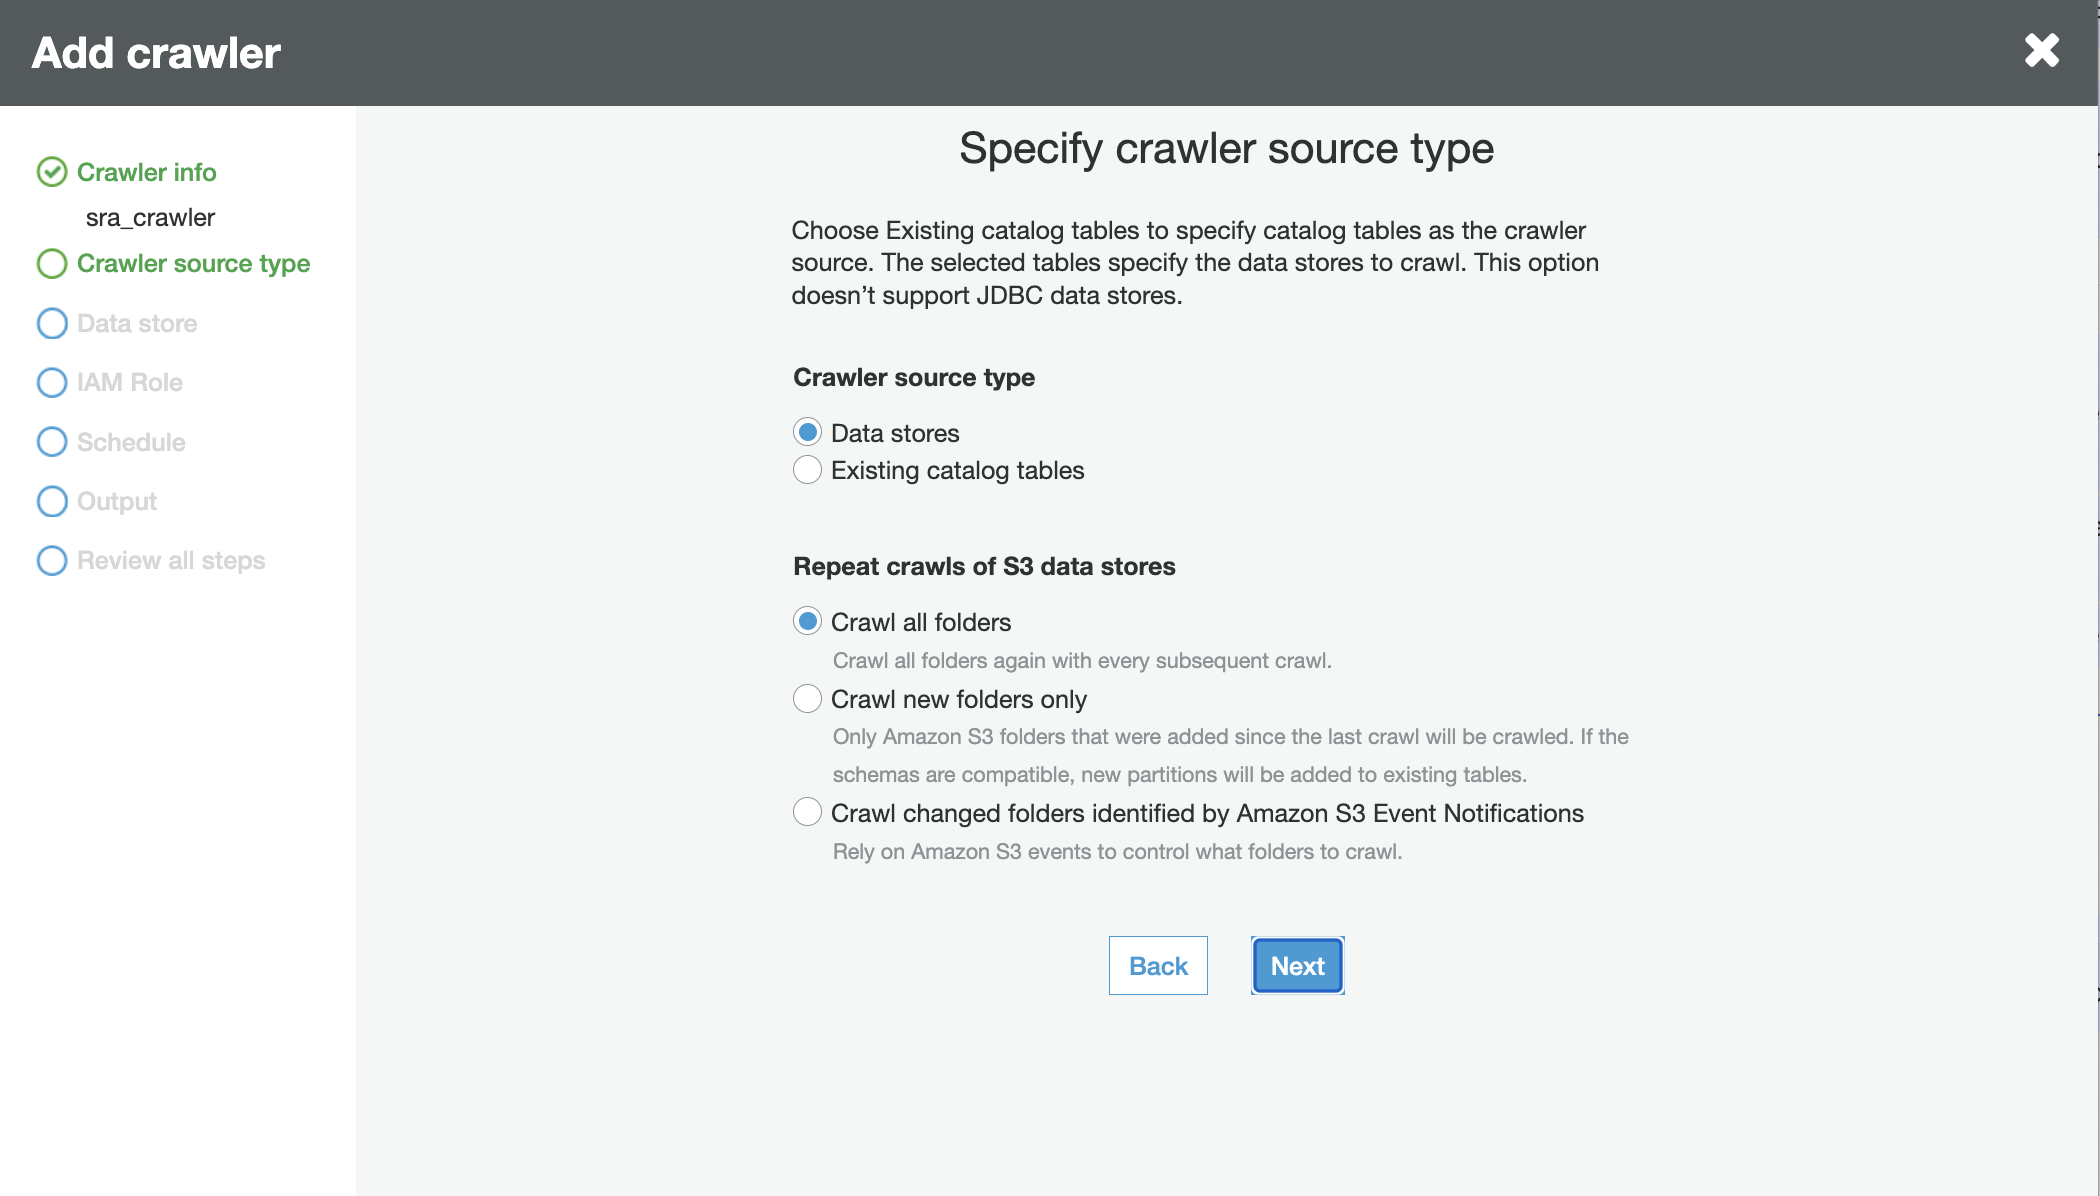 Add crawler
Crawler info
sra_crawler
Crawler source type
Data store
IAM Role
Schedule
Output
Review all steps
Specify crawler source type
Choose Existing catalog tables to specify catalog tables as the crawler
source. The selected tables specify the data stores to crawl. This option
doesn’t support JDBC data stores.
Crawler source type
Data stores
Existing catalog tables
Repeat crawls of S3 data stores
Crawl all folders
Crawl all folders again with every subsequent crawl.
Crawl new folders only
Only Amazon S3 folders that were added since the last crawl will be crawled. If the
schemas are compatible, new partitions will be added to existing tables.
Crawl changed folders identified by Amazon S3 Event Notifications
Rely on Amazon S3 events to control what folders to crawl.
Back
Next